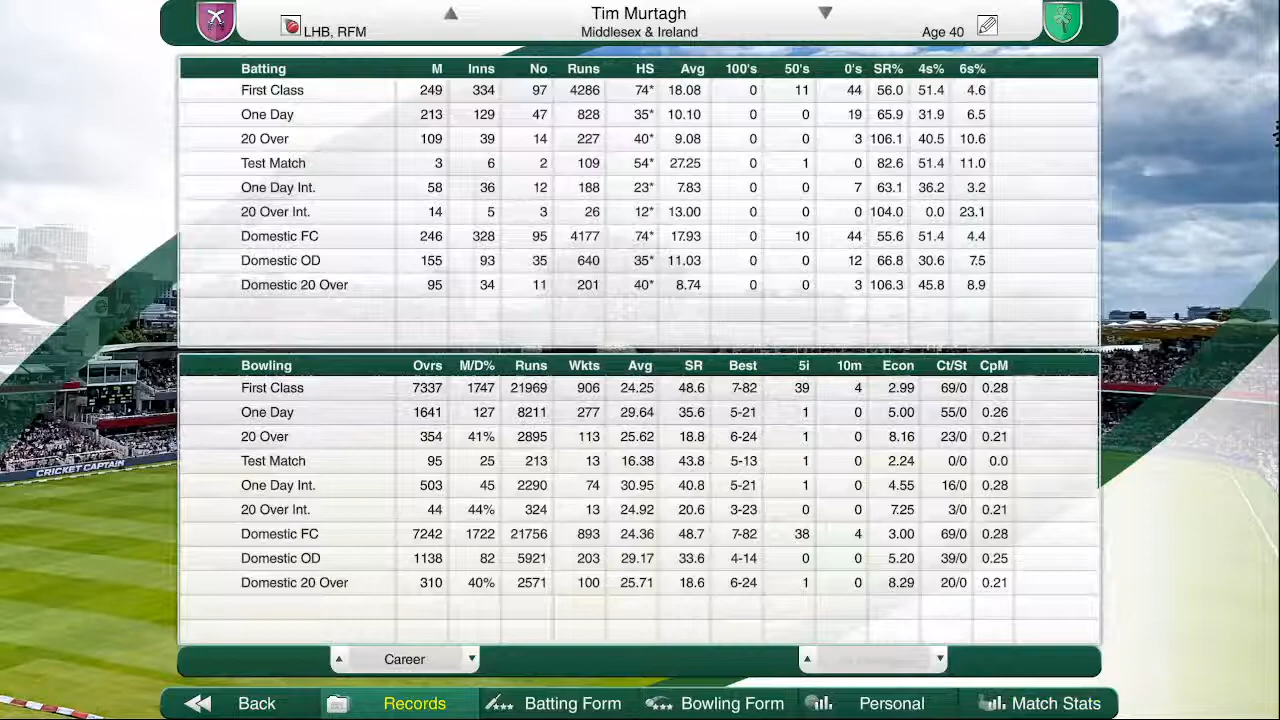 Tim Murtagh
LHB, RFM Middlesex & Ireland Age 40
Batting M Inns No Runs HS Avg 100's 50's 0's SR% 4s% 6s%
First Class 249 334 97 4286 74* 18.08 0 11 44 56.0 51.4 4.6
One Day 213 129 47 828 35* 10.10 0 0 19 65.9 31.9 6.5
20 Over 109 39 14 227 40* 9.08 0 0 3 106.1 40.5 10.6
Test Match 3 6 2 109 54* 27.25 0 1 0 82.6 51.4 11.0
One Day Int. 58 36 12 188 23* 7.83 0 0 7 63.1 36.2 3.2
20 Over Int. 14 5 3 26 12* 13.00 0 0 0 104.0 0.0 23.1
Domestic FC 246 328 95 4177 74* 17.93 0 10 44 55.6 51.4 4.4
Domestic OD 155 93 35 640 35* 11.03 0 0 12 66.8 30.6 7.5
Domestic 20 Over 95 34 11 201 40* 8.74 0 0 3 106.3 45.8 8.9
Bowling Ovrs M/D% Runs Wkts Avg SR Best 5i 10m Econ Ct/St CpM
First Class 7337 1747 21969 906 24.25 48.6 7-82 39 4 2.99 69/0 0.28
One Day 1641 127 8211 277 29.64 35.6 5-21 1 0 5.00 55/0 0.26
20 Over 354 41% 2895 113 25.62 18.8 6-24 1 0 8.16 23/0 0.21
Test Match 95 25 213 13 16.38 43.8 5-13 1 0 2.24 0/0 0.0
One Day Int. 503 45 2290 74 30.95 40.8 5-21 1 0 4.55 16/0 0.28
20 Over Int. 44 44% 324 13 24.92 20.6 3-23 0 0 7.25 3/0 0.21
Domestic FC 7242 1722 21756 893 24.36 48.7 7-82 38 4 3.00 69/0 0.28
Domestic OD 1138 82 5921 203 29.17 33.6 4-14 0 0 5.20 39/0 0.25
Domestic 20 Over 310 40% 2571 100 25.71 18.6 6-24 1 0 8.29 20/0 0.21
CRICKET CAPTAIN
Career
Back Records Batting Form Bowling Form Personal Match Stats